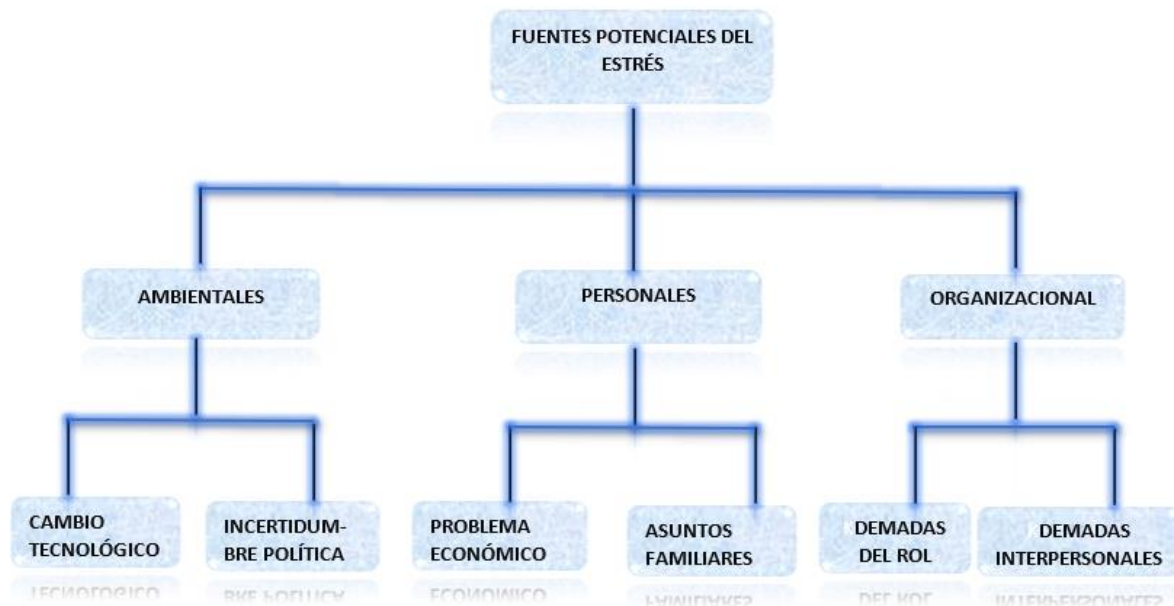 FUENTES POTENCIALES DEL
ESTRÉS
AMBIENTALES
PERSONALES
ORGANIZACIONAL
CAMBIO
TECNOLÓGICO
INCERTIDUM-
BRE POLÍTICA
PROBLEMA
ECONÓMICO
ASUNTOS
FAMILIARES
DEMADAS
DEL ROL
DEMADAS
INTERPERSONALES